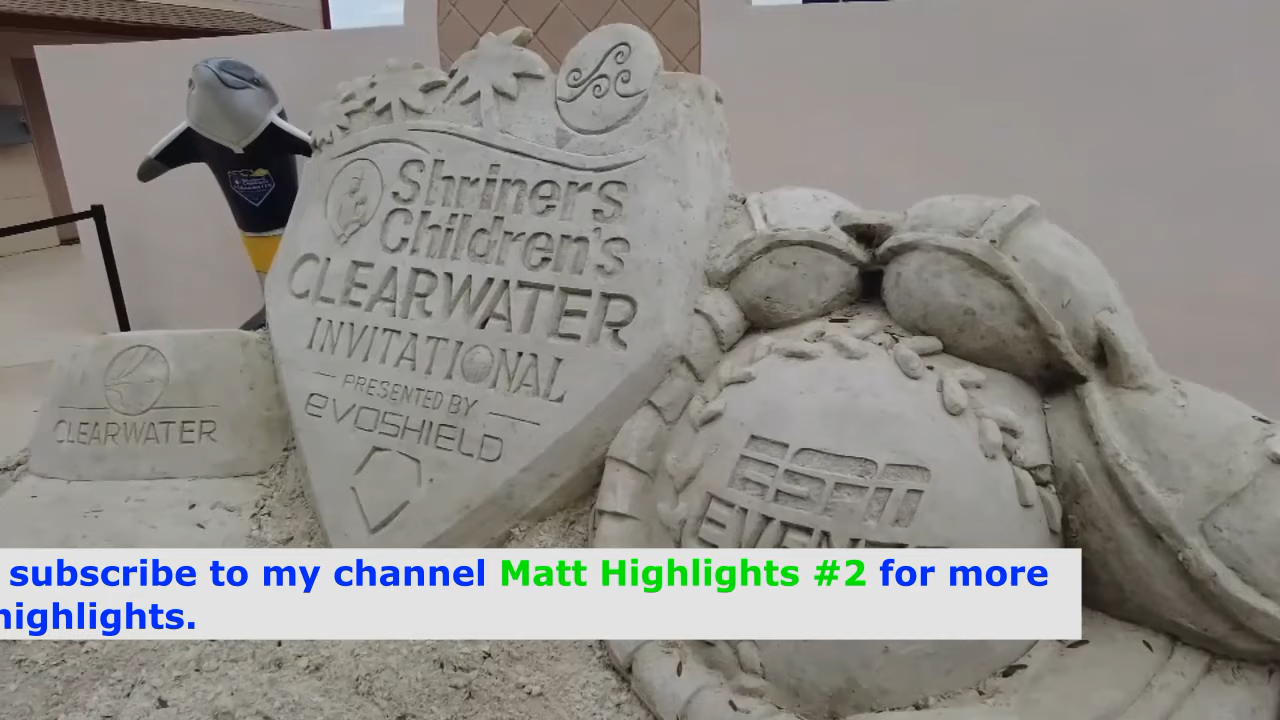 Shriners
Children's
CLEARWATER
INVITATIONAL
PRESENTED BY
evoshield
CLEARWATER
ESPN
EVENTS
subscribe to my channel Matt Highlights #2 for more
highlights.